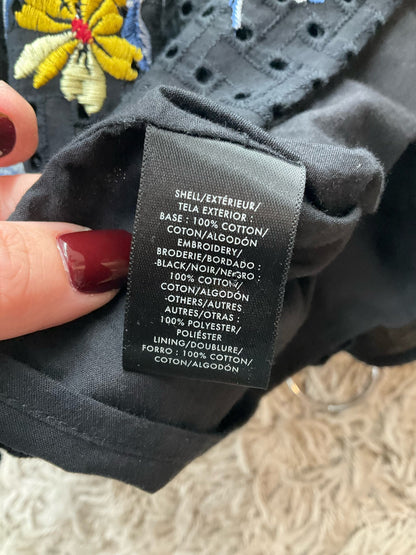 SHELL/EXTÉRIEUR/
TELA EXTERIOR :
BASE : 100% COTTON/
COTON/ALGODÓN
EMBROIDERY/
BRODERIE/BORDADO :
-BLACK/NOIR/NEGRO :
100% COTTON/
COTON/ALGODÓN
-OTHERS/AUTRES
AUTRES/OTRAS :
100% POLYESTER/
POLIÉSTER
LINING/DOUBLURE/
FORRO : 100% COTTON/
COTON/ALGODÓN